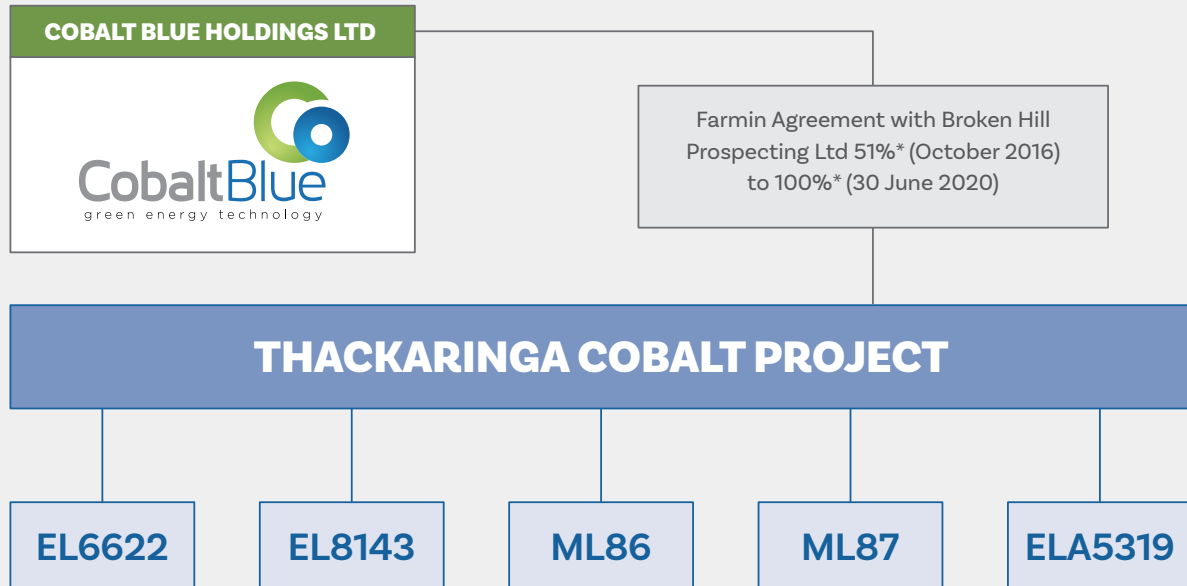 COBALT BLUE HOLDINGS LTD
CobaltBlue
green energy technology
Farmin Agreement with Broken Hill
Prospecting Ltd 51%* (October 2016)
to 100%* (30 June 2020)
THACKARINGA COBALT PROJECT
EL6622
EL8143
ML86
ML87
ELA5319